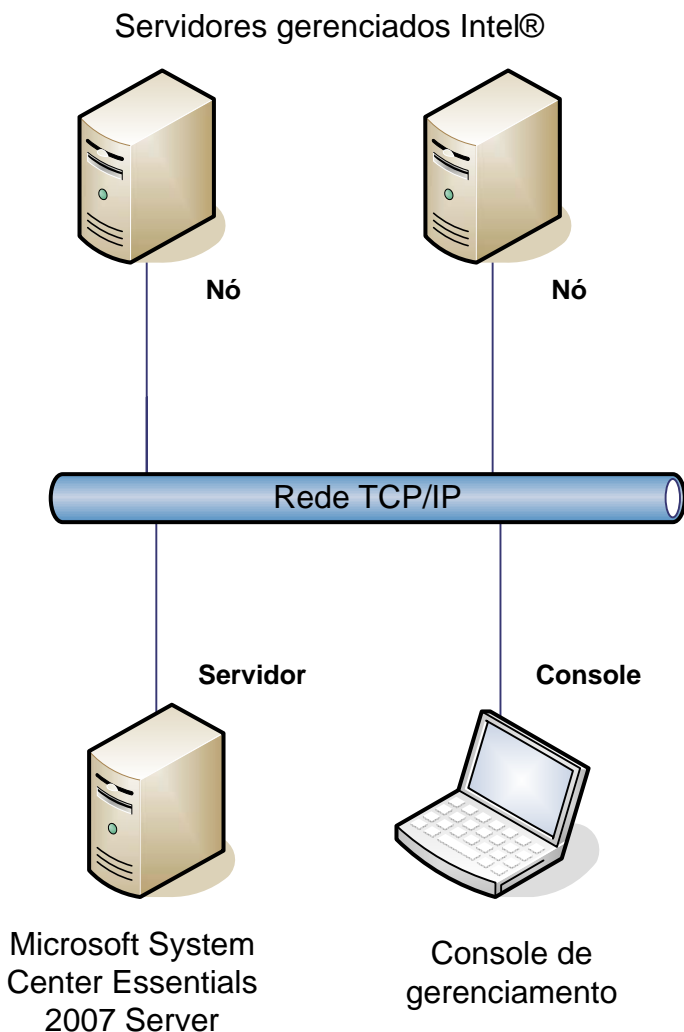 Servidores gerenciados Intel®
Nó
Nó
Rede TCP/IP
Servidor
Console
Microsoft System
Center Essentials
2007 Server
Console de
gerenciamento